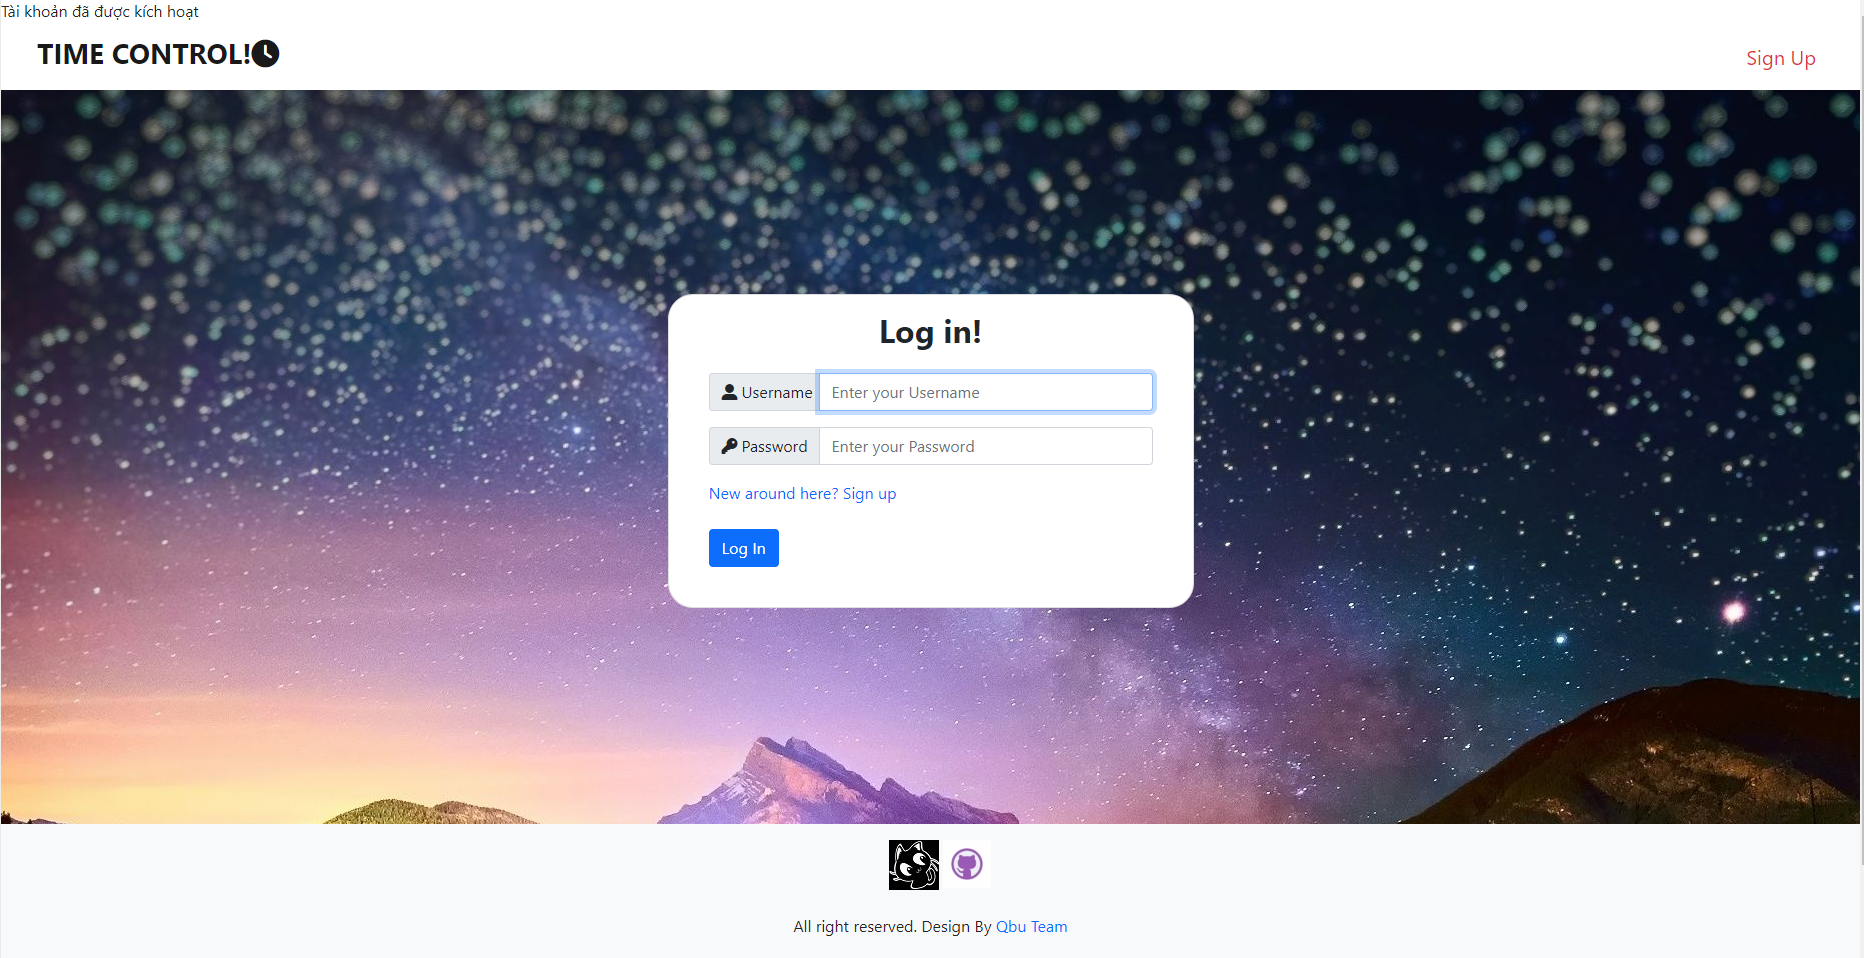 Tài khoản đã được kích hoạt
TIME CONTROL!
Sign Up
Log in!
Username Enter your Username
Password Enter your Password
New around here? Sign up
Log In
All right reserved. Design By Qbu Team